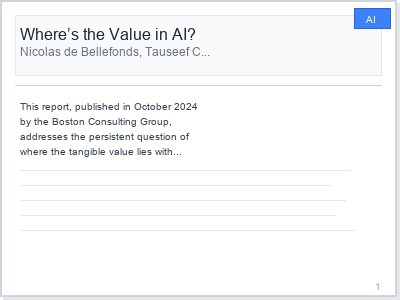 AI
Where's the Value in AI?
Nicolas de Bellefonds, Tauseef C...
This report, published in October 2024
by the Boston Consulting Group,
addresses the persistent question of
where the tangible value lies with...
1